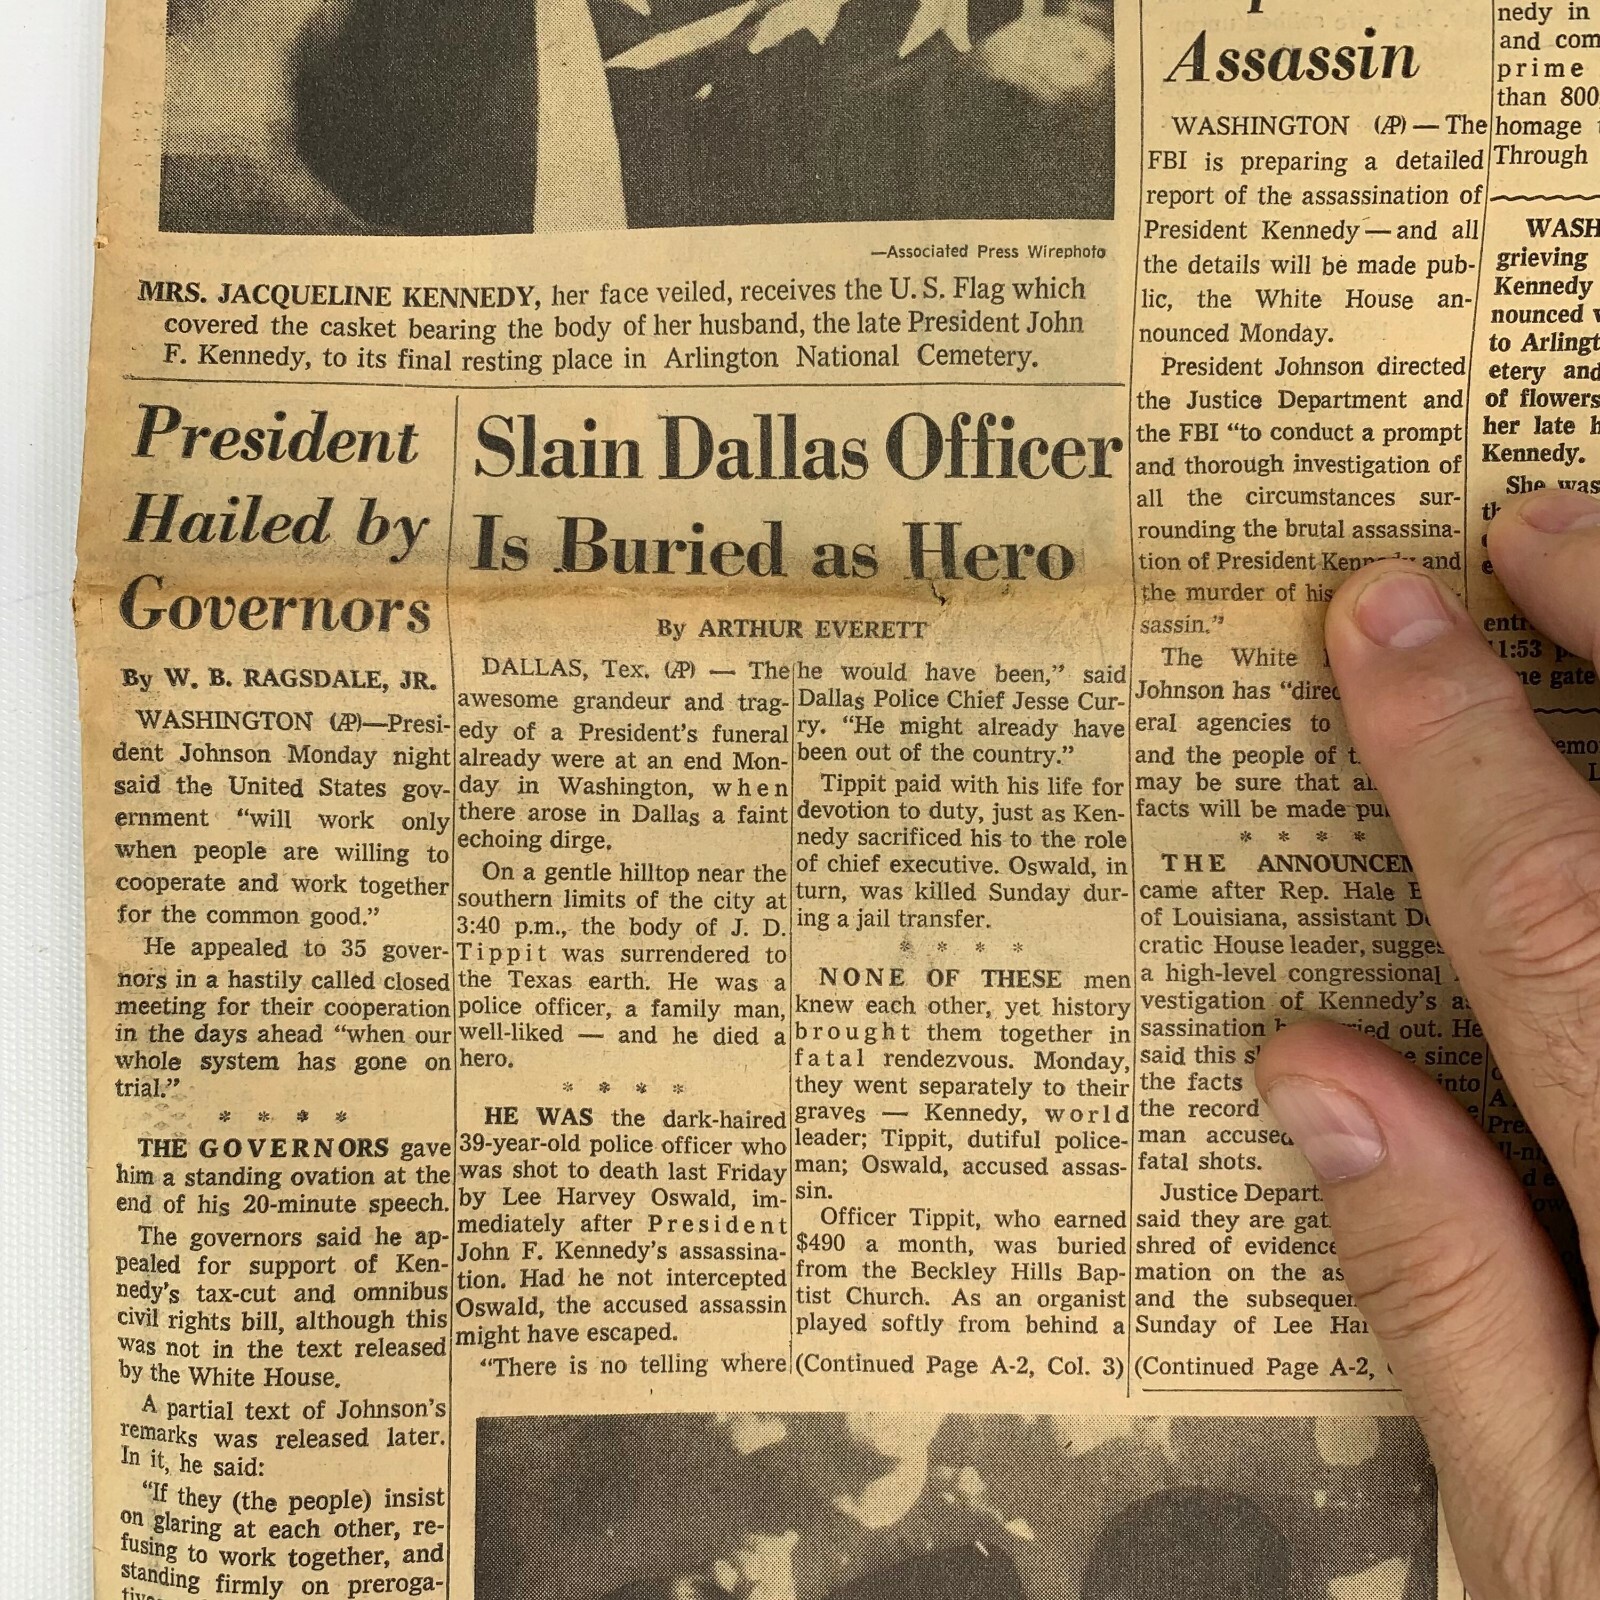 —Associated Press Wirephoto
MRS. JACQUELINE KENNEDY, her face veiled, receives the U. S. Flag which
covered the casket bearing the body of her husband, the late President John
F. Kennedy, to its final resting place in Arlington National Cemetery.
President
Hailed by
Governors
By W. B. RAGSDALE, JR.
WASHINGTON (AP)—Presi-
dent Johnson Monday night
said the United States gov-
ernment “will work only
when people are willing to
cooperate and work together
for the common good.”
He appealed to 35 gover-
nors in a hastily called closed
meeting for their cooperation
in the days ahead “when our
whole system has gone on
trial.”
* * * *
THE GOVERNORS gave
him a standing ovation at the
end of his 20-minute speech.
The governors said he ap-
pealed for support of Ken-
nedy's tax-cut and omnibus
civil rights bill, although this
was not in the text released
by the White House.
A partial text of Johnson's
remarks was released later.
In it, he said:
“If they (the people) insist
on glaring at each other, re-
fusing to work together, and
standing firmly on preroga-
Slain Dallas Officer
Is Buried as Hero
By ARTHUR EVERETT
DALLAS, Tex. (AP) — The
awesome grandeur and trag-
edy of a President's funeral
already were at an end Mon-
day in Washington, when
there arose in Dallas a faint
echoing dirge.
On a gentle hilltop near the
southern limits of the city at
3:40 p.m., the body of J. D.
Tippit was surrendered to
the Texas earth. He was a
police officer, a family man,
well-liked — and he died a
hero.
* * * *
HE WAS the dark-haired
39-year-old police officer who
was shot to death last Friday
by Lee Harvey Oswald, im-
mediately after President
John F. Kennedy's assassina-
tion. Had he not intercepted
Oswald, the accused assassin
might have escaped.
“There is no telling where
he would have been,” said
Dallas Police Chief Jesse Cur-
ry. “He might already have
been out of the country.”
Tippit paid with his life for
devotion to duty, just as Ken-
nedy sacrificed his to the role
of chief executive. Oswald, in
turn, was killed Sunday dur-
ing a jail transfer.
* * * *
NONE OF THESE men
knew each other, yet history
brought them together in
fatal rendezvous. Monday,
they went separately to their
graves — Kennedy, world
leader; Tippit, dutiful police-
man; Oswald, accused assas-
sin.
Officer Tippit, who earned
$490 a month, was buried
from the Beckley Hills Bap-
tist Church. As an organist
played softly from behind a
(Continued Page A-2, Col. 3)
Assassin
WASHINGTON (AP) — The
FBI is preparing a detailed
report of the assassination of
President Kennedy — and all
the details will be made pub-
lic, the White House an-
nounced Monday.
President Johnson directed
the Justice Department and
the FBI “to conduct a prompt
and thorough investigation of
all the circumstances sur-
rounding the brutal assassina-
tion of President and
the murder of his
sassin.”
The White
Johnson has
eral agencies to
and the people of
may be sure that
facts will be made
* * * *
THE
came after Rep. Hale
of Louisiana, assistant
cratic House leader,
a high-level congressional
vestigation of Kennedy's
sassination out. He
said this since
the facts into
the record
man
fatal shots.
Justice
said they are
shred of
mation on the
and the
Sunday of Lee
(Continued Page A-2,
nedy in
and com
prime
than 800,
homage
Through
WASH
grieving
Kennedy
nounced
to Arlingt
etery and
of flowers
her late
Kennedy.
She was
gate